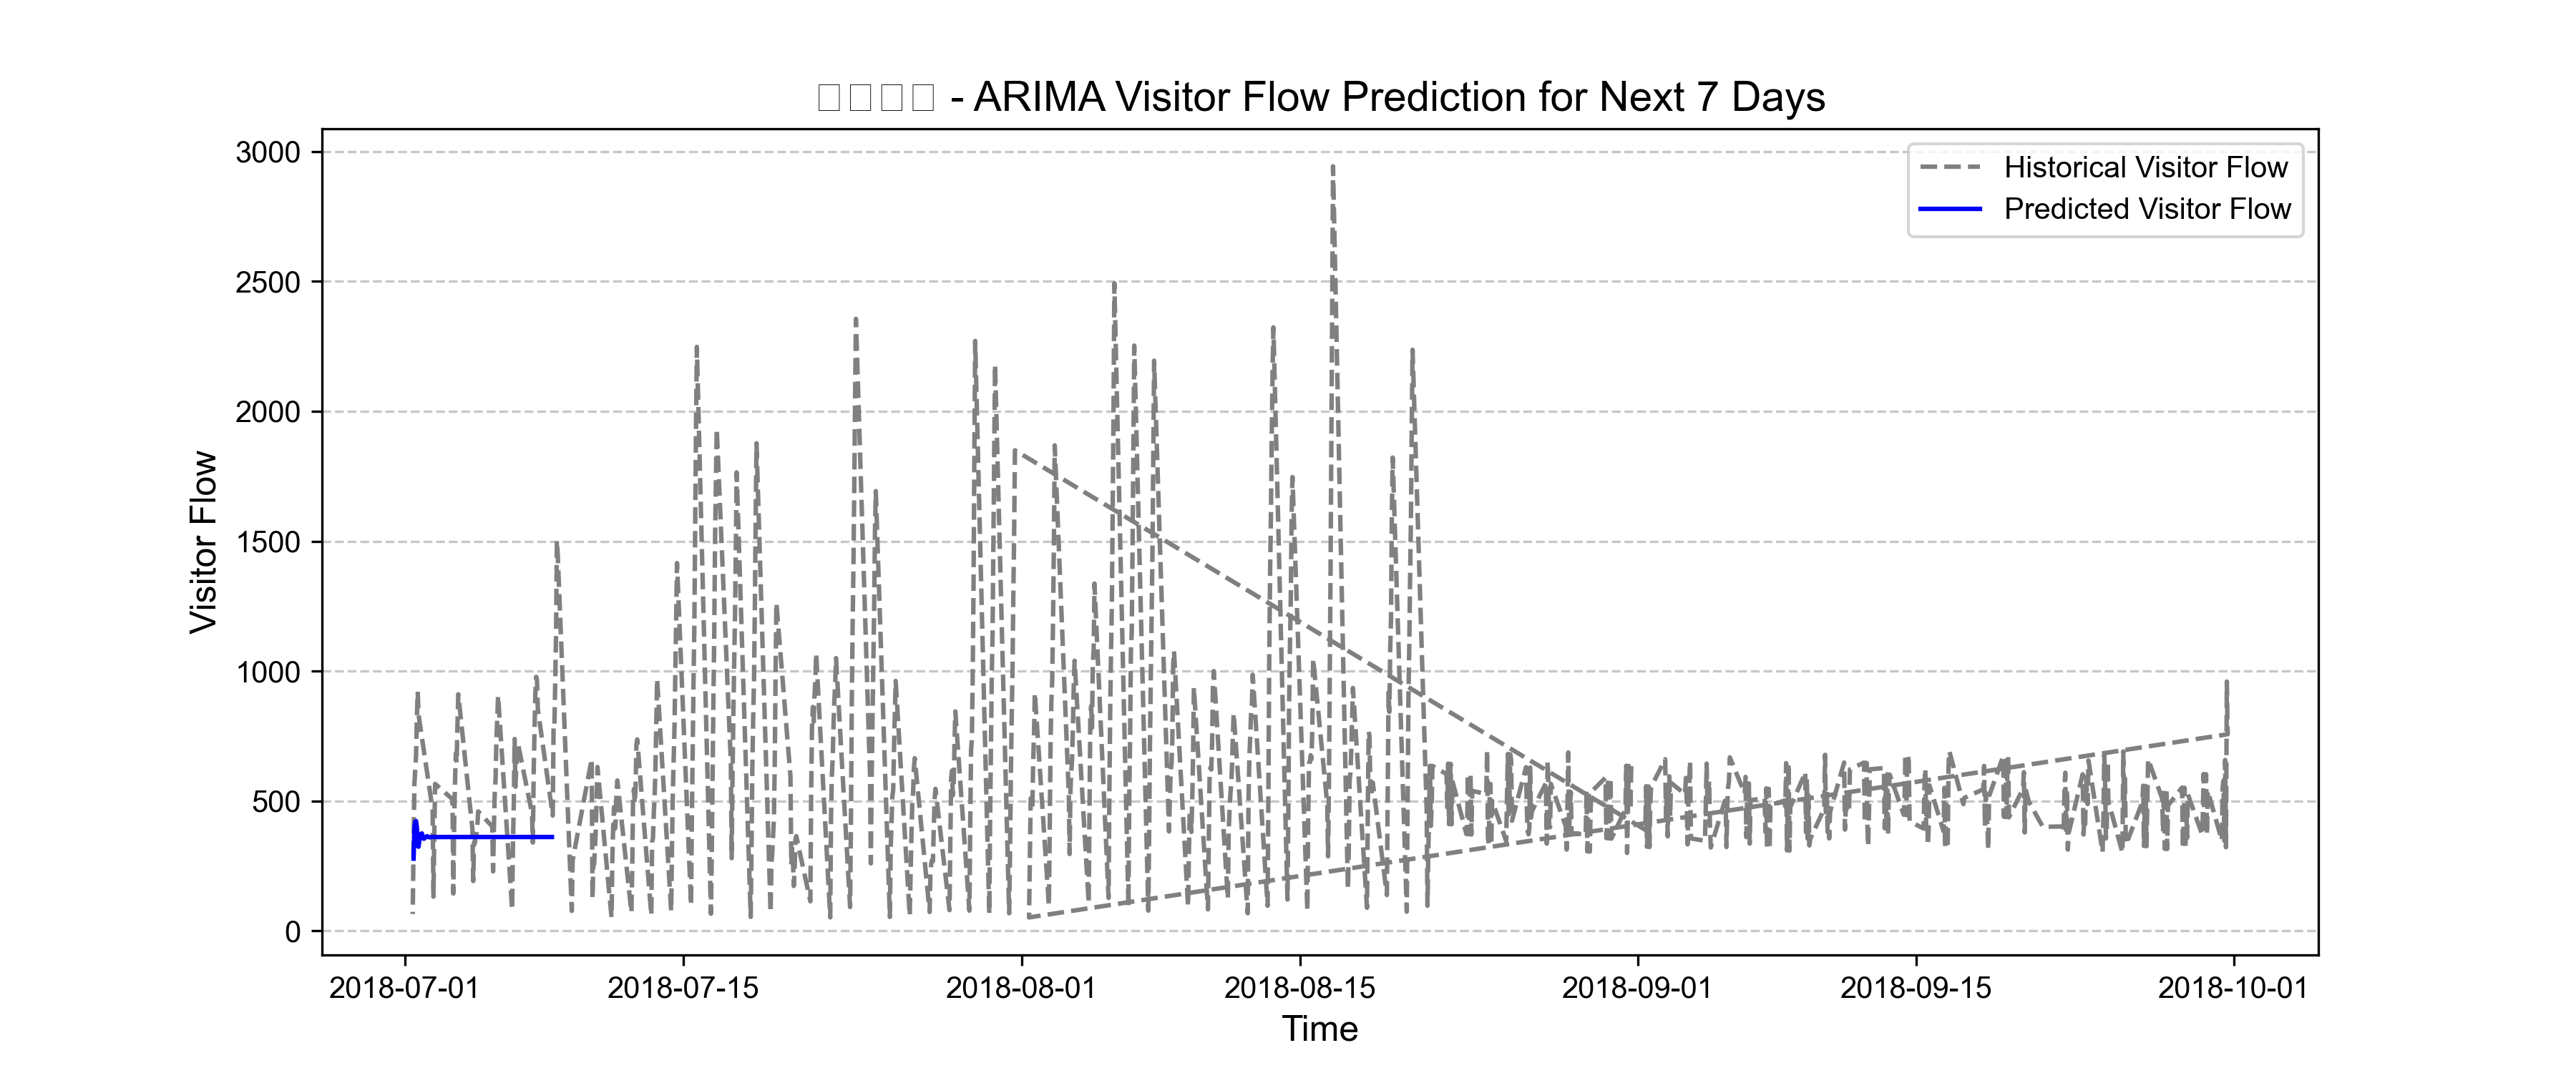 - ARIMA Visitor Flow Prediction for Next 7 Days
3000
Historical Visitor Flow
Predicted Visitor Flow
2500
2000
1500
1000
500
0
Visitor Flow
2018-07-01 2018-07-15 2018-08-01 2018-08-15 2018-09-01 2018-09-15 2018-10-01
Time